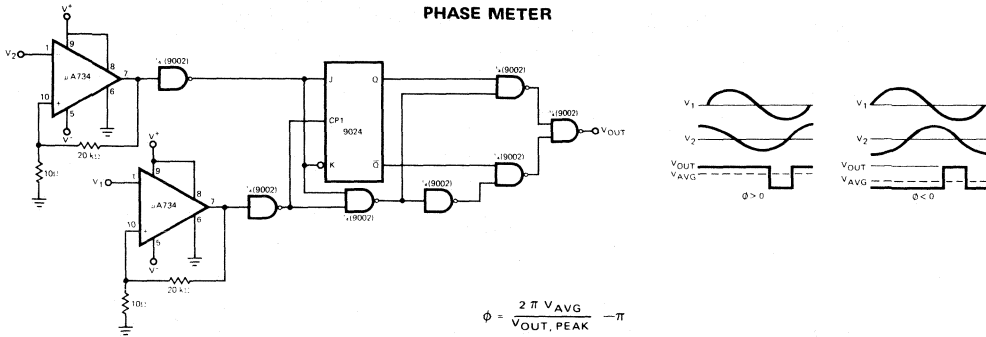 PHASE METER
V+
9
V2
1
8
µA734
7
¼(9002)
10
+
6
5
V-
20 kΩ
10Ω
J
Q
CP1
9024
K
Q̅
¼(9002)
¼(9002)
VOUT
¼(9002)
V+
9
V1
1
8
µA734
7
¼(9002)
¼(9002)
¼(9002)
10
+
6
5
V-
20 kΩ
10Ω
V1
V2
VOUT
VAVG
ϕ > 0
V1
V2
VOUT
VAVG
ϕ < 0
ϕ = 2 π VAVG / VOUT, PEAK − π